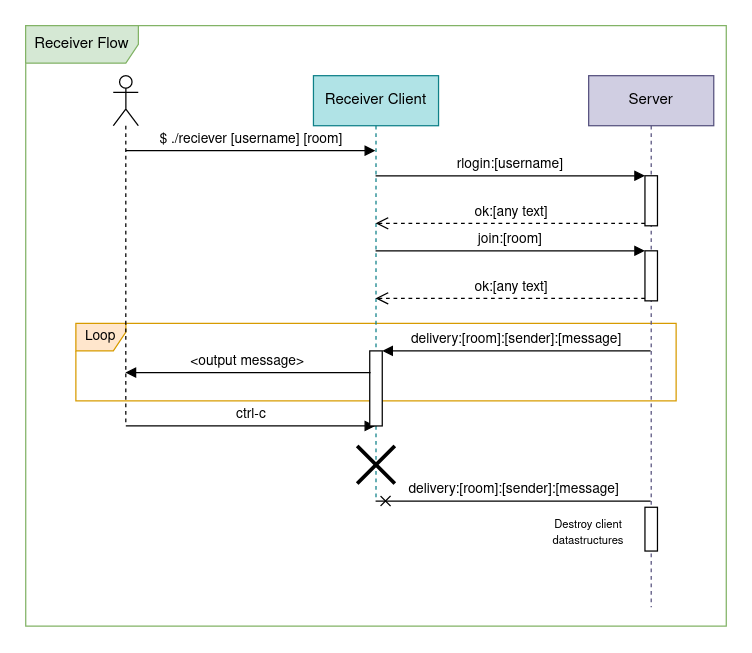 Receiver Flow
Receiver Client
Server
$ ./reciever [username] [room]
rlogin:[username]
ok:[any text]
join:[room]
ok:[any text]
Loop
delivery:[room]:[sender]:[message]
<output message>
ctrl-c
delivery:[room]:[sender]:[message]
Destroy client
datastructures